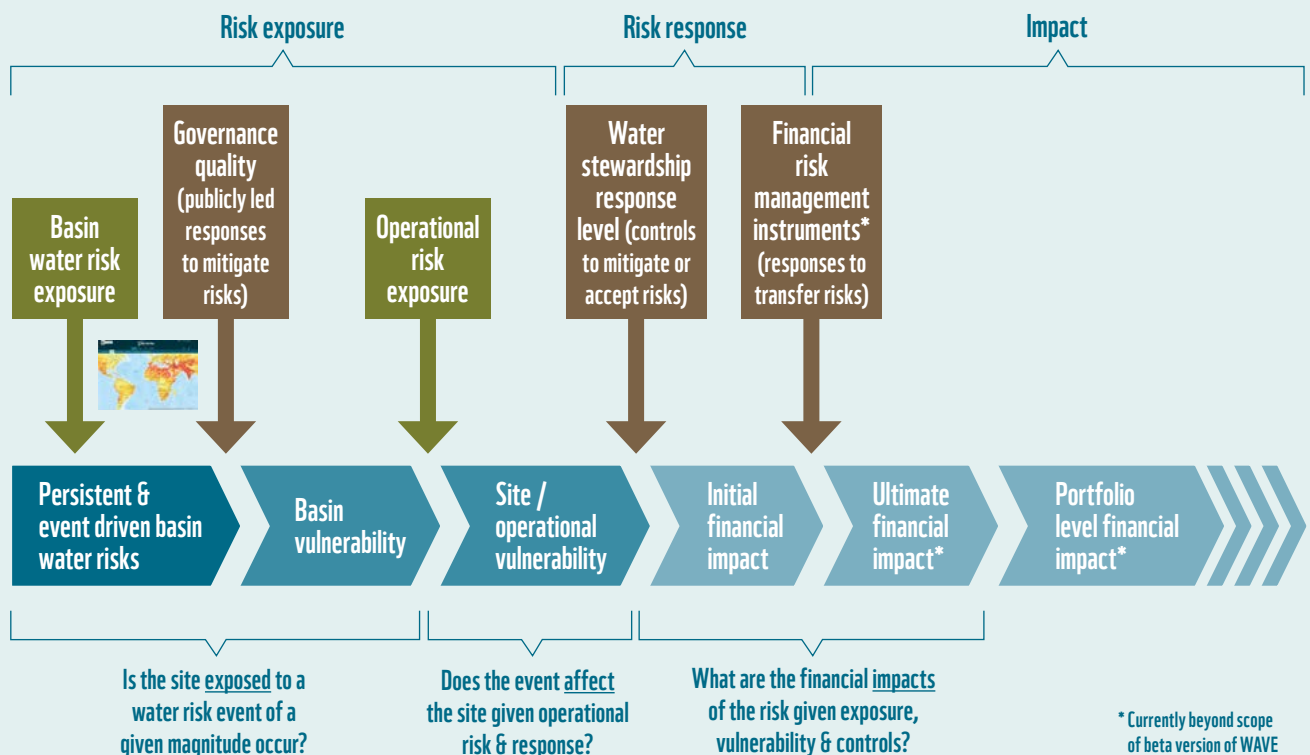 Risk exposure
Risk response
Impact
Basin
water risk
exposure
Governance
quality
(publicly led
responses
to mitigate
risks)
Operational
risk
exposure
Water
stewardship
response
level (controls
to mitigate or
accept risks)
Financial
risk
management
instruments*
(responses to
transfer risks)
Persistent &
event driven basin
water risks
Basin
vulnerability
Site /
operational
vulnerability
Initial
financial
impact
Ultimate
financial
impact*
Portfolio
level financial
impact*
Is the site exposed to a
water risk event of a
given magnitude occur?
Does the event affect
the site given operational
risk & response?
What are the financial impacts
of the risk given exposure,
vulnerability & controls?
* Currently beyond scope
of beta version of WAVE